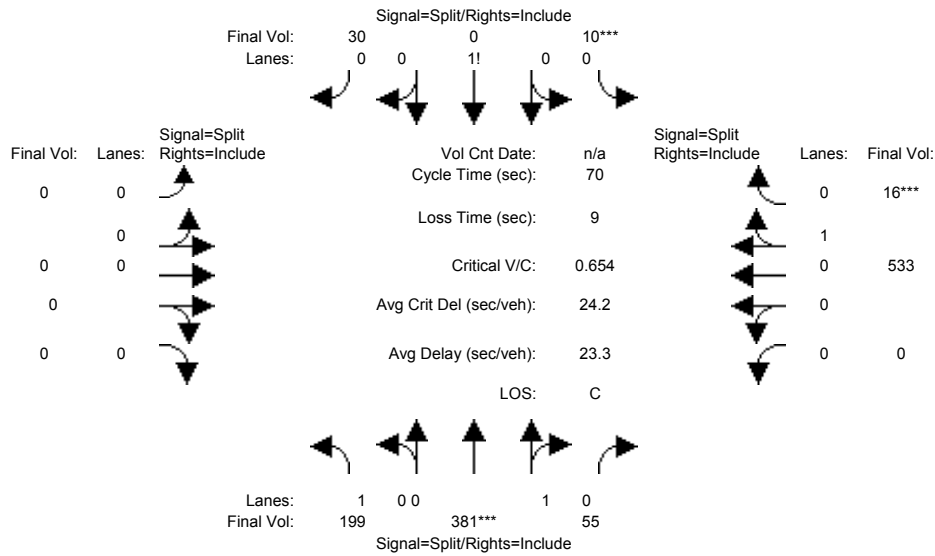 Signal=Split/Rights=Include
Final Vol: 30 0 10***
Lanes: 0 0 1! 0 0
Signal=Split Signal=Split
Final Vol: Lanes: Rights=Include Vol Cnt Date: n/a Rights=Include Lanes: Final Vol:
Cycle Time (sec): 70
0 0 0 16***
Loss Time (sec): 9
0 1
0 0 Critical V/C: 0.654 0 533
0 Avg Crit Del (sec/veh): 24.2 0
0 0 Avg Delay (sec/veh): 23.3 0 0
LOS: C
Lanes: 1 0 0 1 0
Final Vol: 199 381*** 55
Signal=Split/Rights=Include